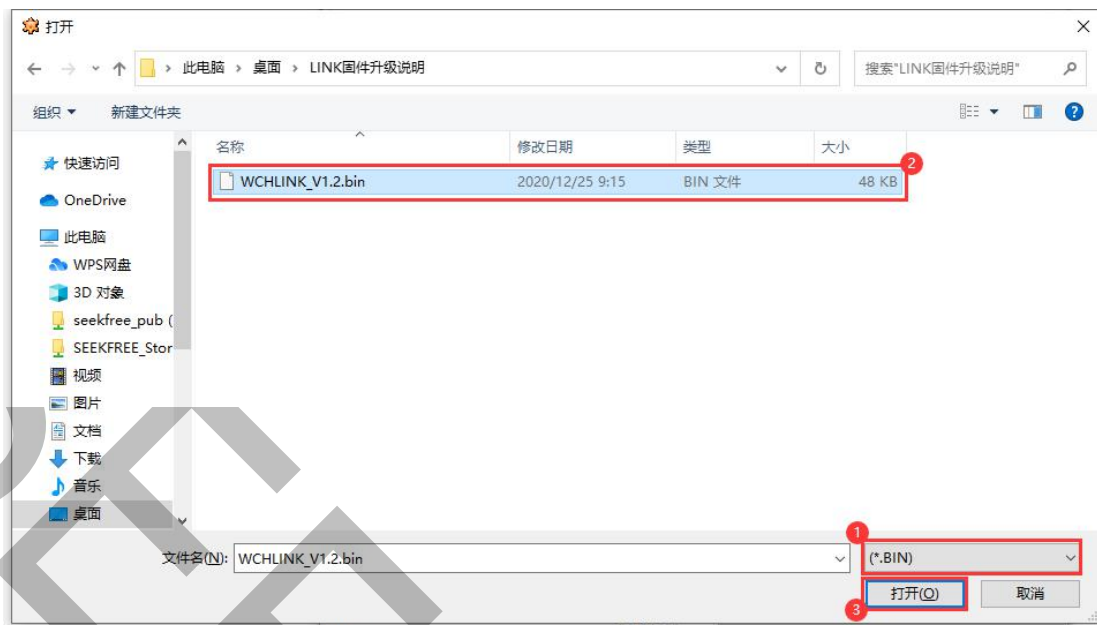 打开
此电脑 › 桌面 › LINK固件升级说明
搜索"LINK固件升级说明"
组织
新建文件夹
名称 修改日期 类型 大小
2
WCHLINK_V1.2.bin 2020/12/25 9:15 BIN 文件 48 KB
快速访问
OneDrive
此电脑
WPS网盘
3D 对象
seekfree_pub (
SEEKFREE_Stor
视频
图片
文档
下载
音乐
桌面
1
文件名(N): WCHLINK_V1.2.bin (*.BIN)
打开(O) 取消
3